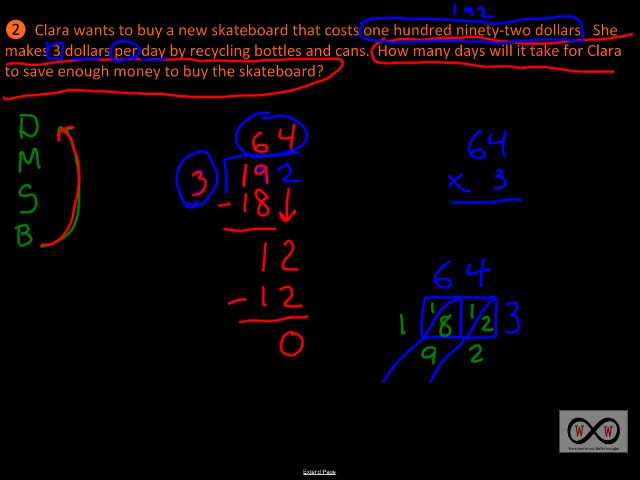 192
2 Clara wants to buy a new skateboard that costs one hundred ninety-two dollars. She
makes 3 dollars per day by recycling bottles and cans. How many days will it take for Clara
to save enough money to buy the skateboard?
D
M
S
B
64
3 192
-18
12
-12
0
64
x 3
64
1 18 12 3
9 2
W W
Extend Page